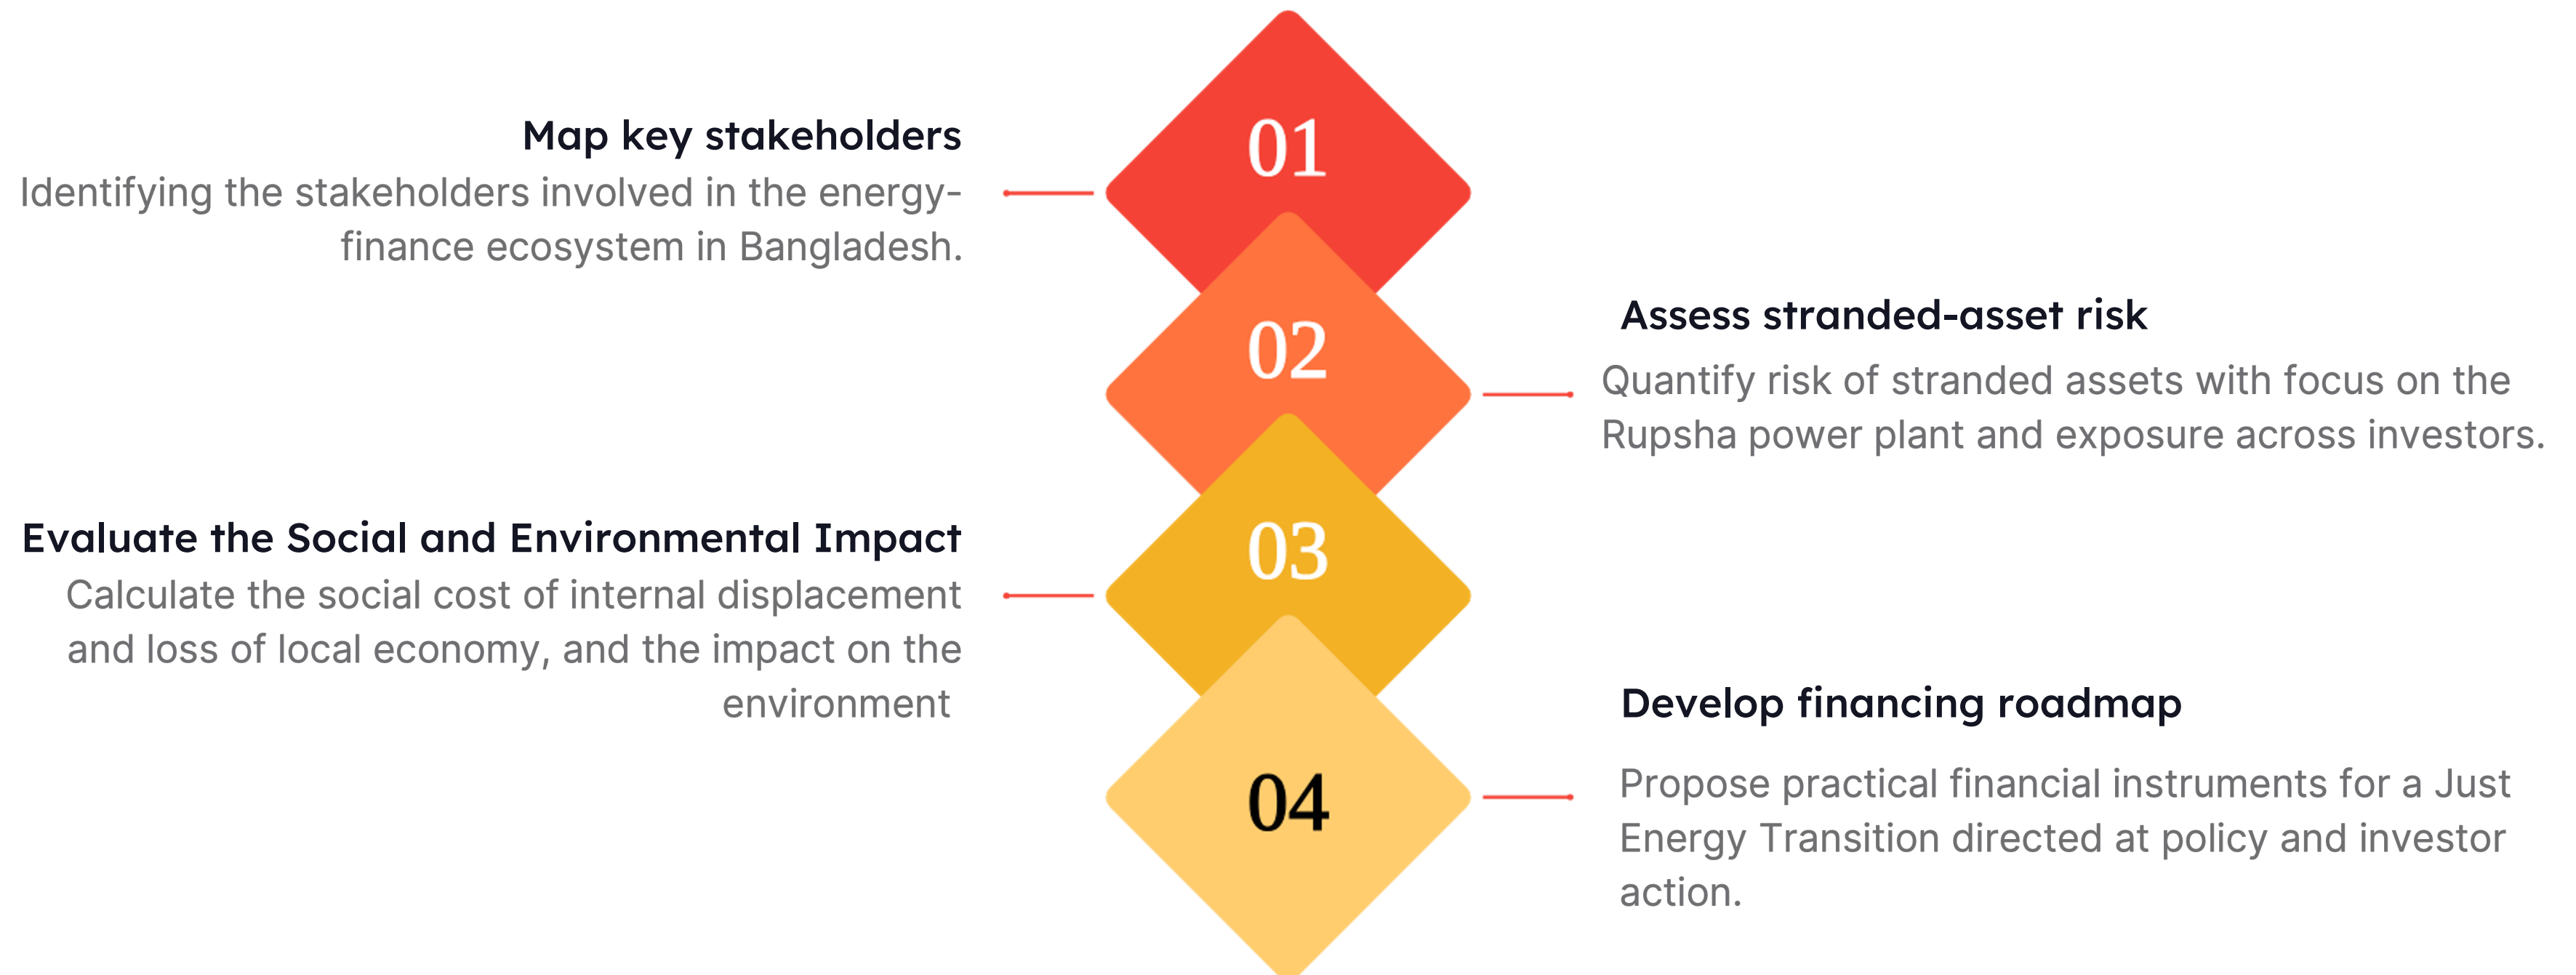 01
Map key stakeholders
Identifying the stakeholders involved in the energy-
finance ecosystem in Bangladesh.
02
Assess stranded-asset risk
Quantify risk of stranded assets with focus on the
Rupsha power plant and exposure across investors.
03
Evaluate the Social and Environmental Impact
Calculate the social cost of internal displacement
and loss of local economy, and the impact on the
environment
04
Develop financing roadmap
Propose practical financial instruments for a Just
Energy Transition directed at policy and investor
action.